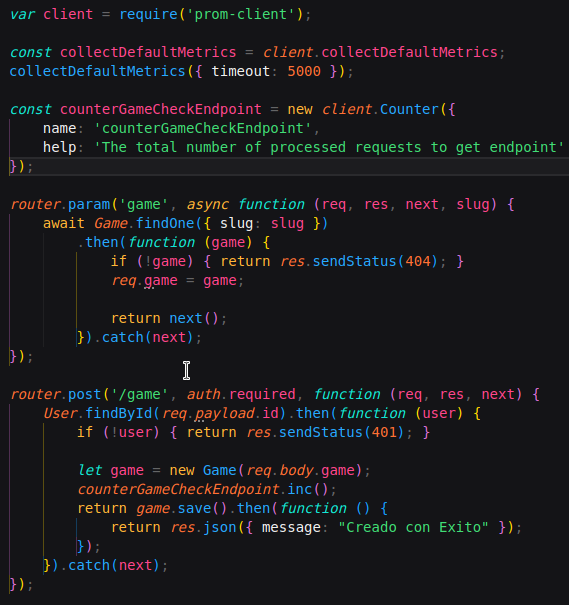 var client = require('prom-client');
const collectDefaultMetrics = client.collectDefaultMetrics;
collectDefaultMetrics({ timeout: 5000 });
const counterGameCheckEndpoint = new client.Counter({
    name: 'counterGameCheckEndpoint',
    help: 'The total number of processed requests to get endpoint'
});
router.param('game', async function (req, res, next, slug) {
    await Game.findOne({ slug: slug })
        .then(function (game) {
            if (!game) { return res.sendStatus(404); }
            req.game = game;
            return next();
        }).catch(next);
});
router.post('/game', auth.required, function (req, res, next) {
    User.findById(req.payload.id).then(function (user) {
        if (!user) { return res.sendStatus(401); }
        let game = new Game(req.body.game);
        counterGameCheckEndpoint.inc();
        return game.save().then(function () {
            return res.json({ message: "Creado con Exito" });
        });
    }).catch(next);
});